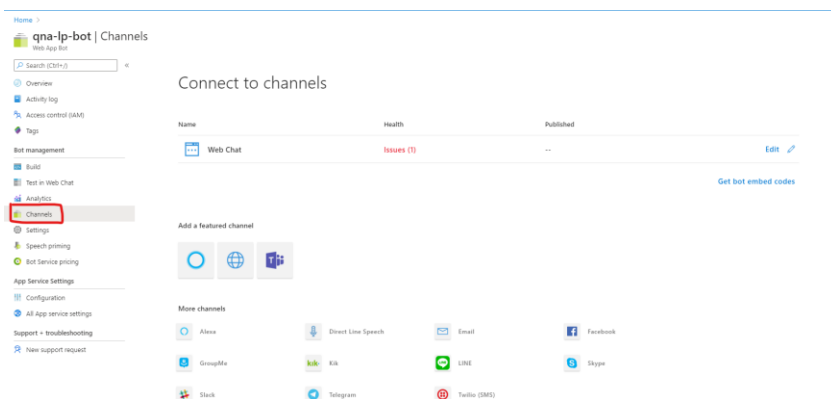 Home >
qna-lp-bot | Channels
Web App Bot
Search (Ctrl+/)
«
Overview
Activity log
Access control (IAM)
Tags
Bot management
Build
Test in Web Chat
Analytics
Channels
Settings
Speech priming
Bot Service pricing
App Service Settings
Configuration
All App service settings
Support + troubleshooting
New support request
Connect to channels
Name Health Published
Web Chat Issues (1) -- Edit
Get bot embed codes
Add a featured channel
More channels
Alexa Direct Line Speech Email Facebook
GroupMe kik· Kik LINE Skype
Slack Telegram Twilio (SMS)